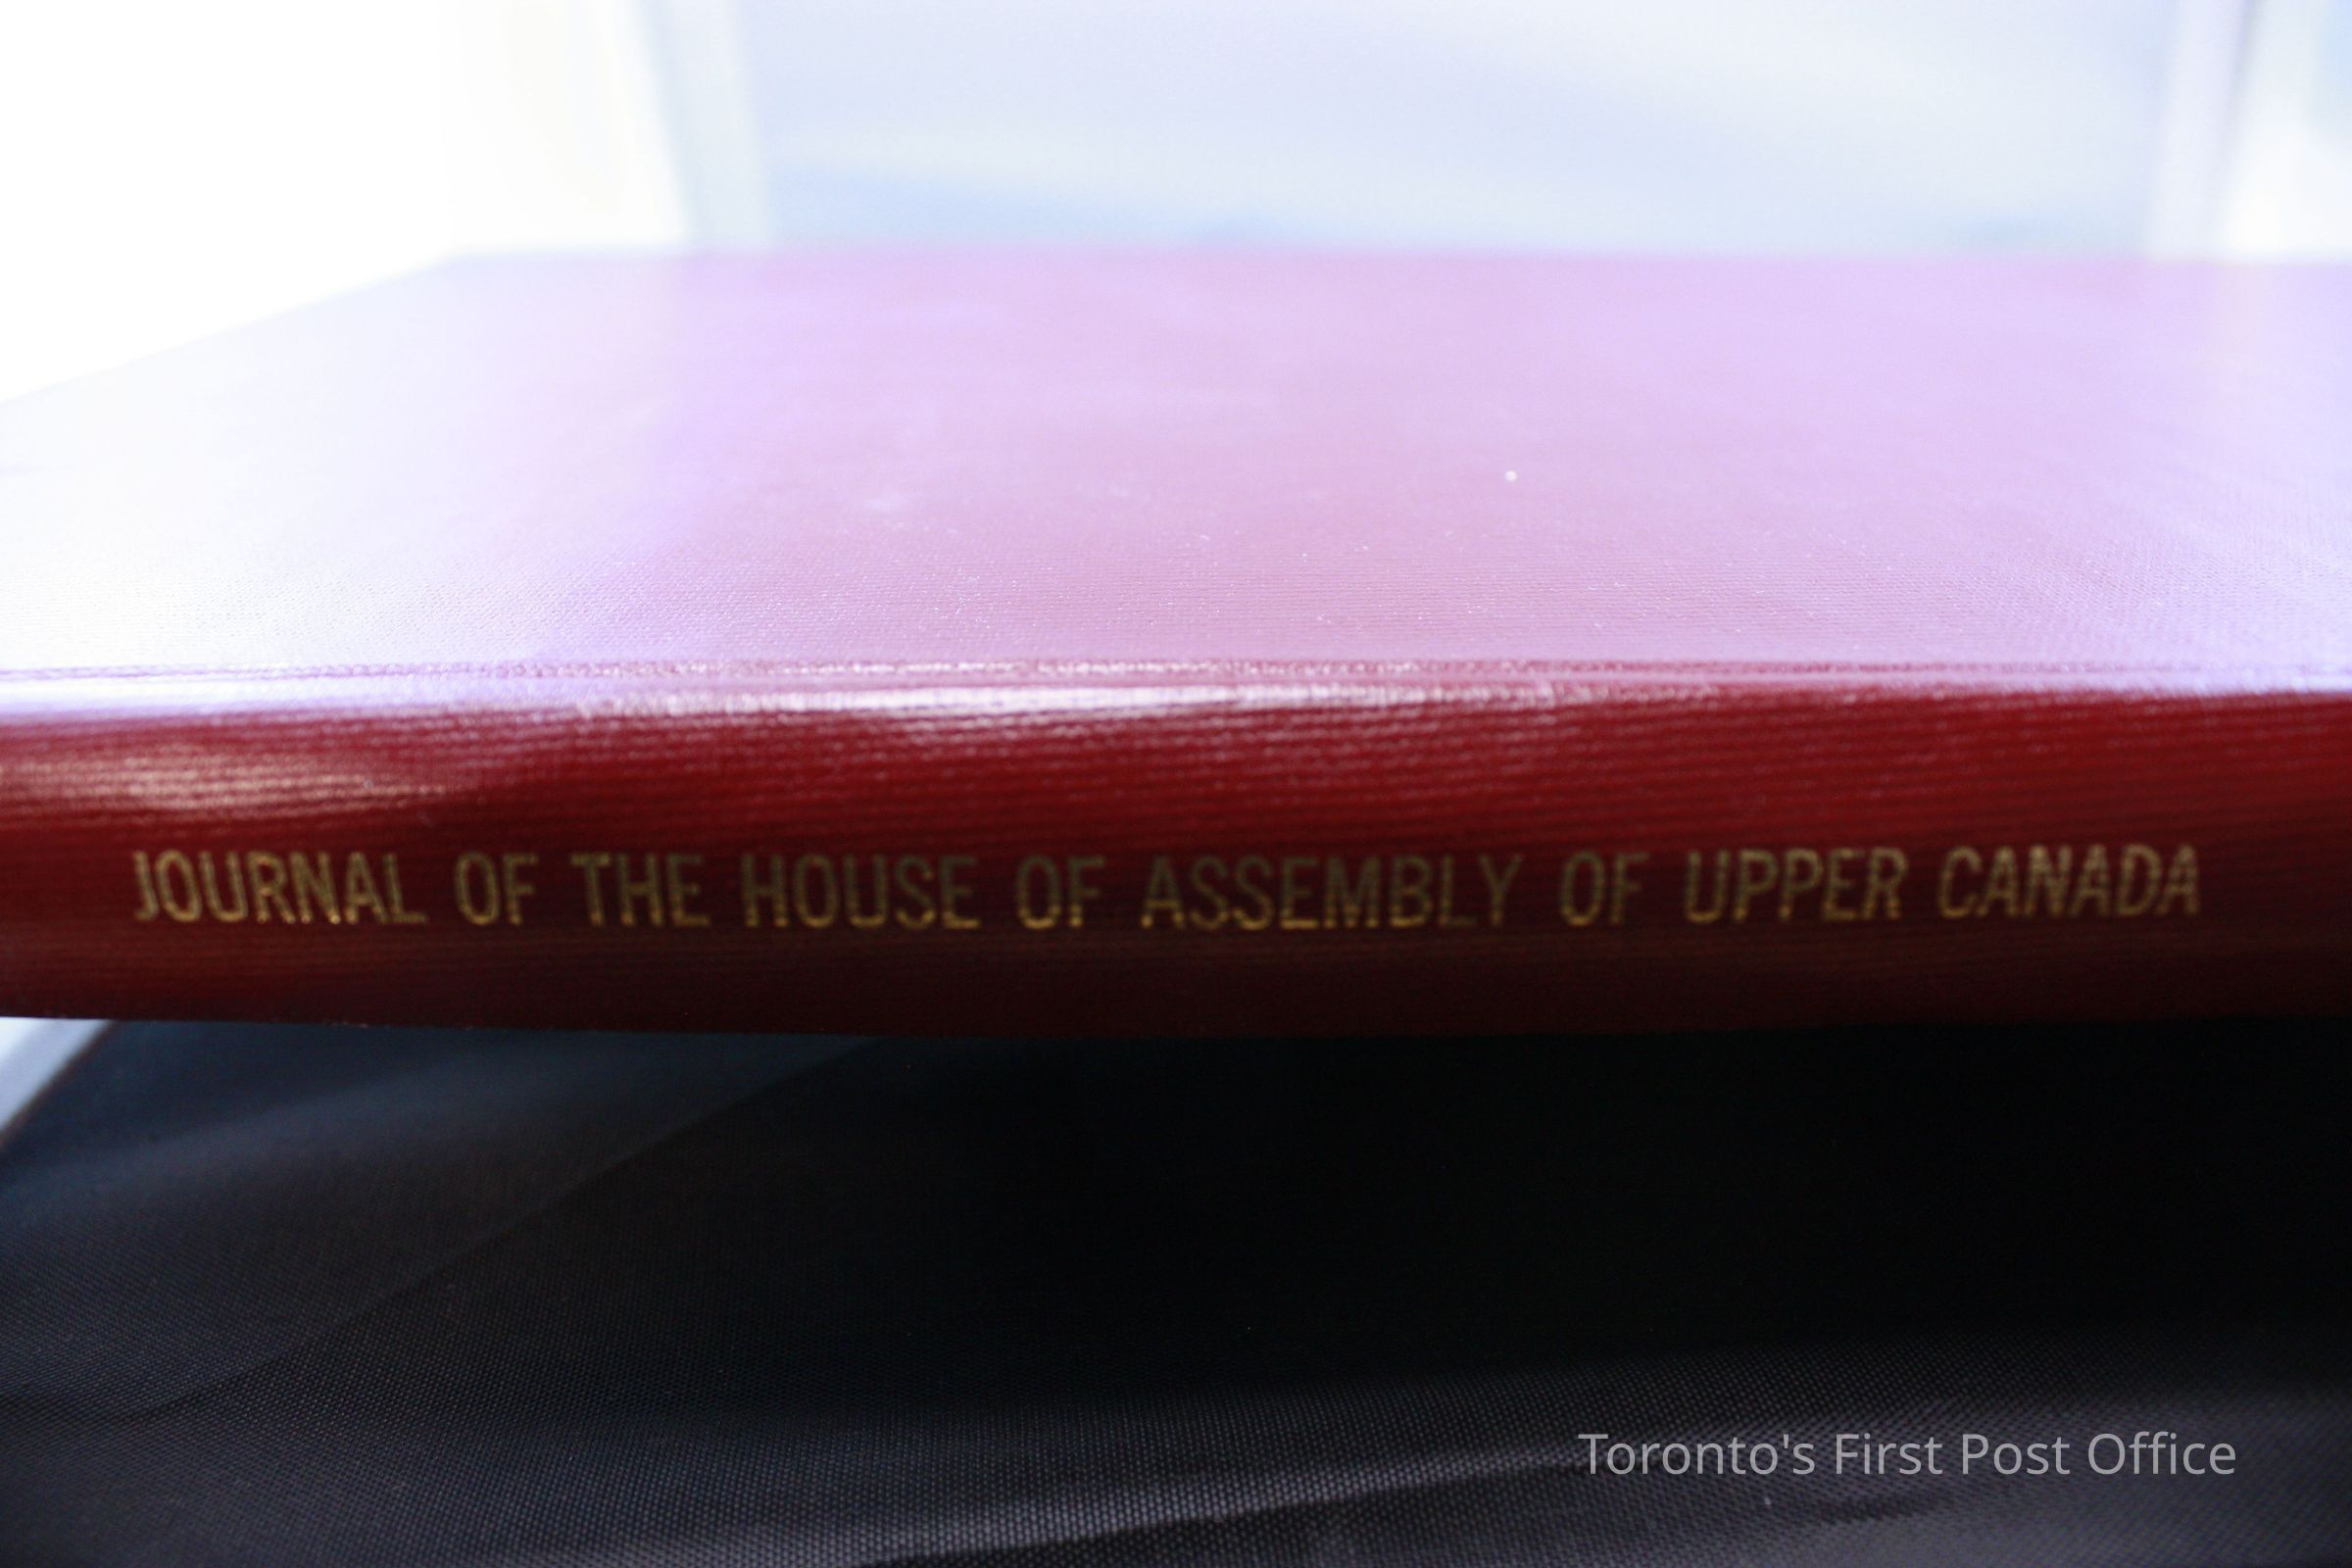 JOURNAL OF THE HOUSE OF ASSEMBLY OF UPPER CANADA
Toronto's First Post Office